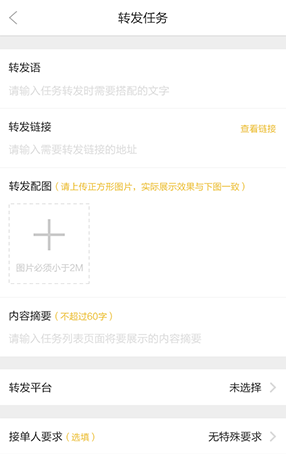 转发任务
转发语
请输入任务转发时需要搭配的文字
转发链接 查看链接
请输入需要转发链接的地址
转发配图（请上传正方形图片，实际展示效果与下图一致）
图片必须小于2M
内容摘要（不超过60字）
请输入任务列表页面将要展示的内容摘要
转发平台 未选择
接单人要求（选填） 无特殊要求